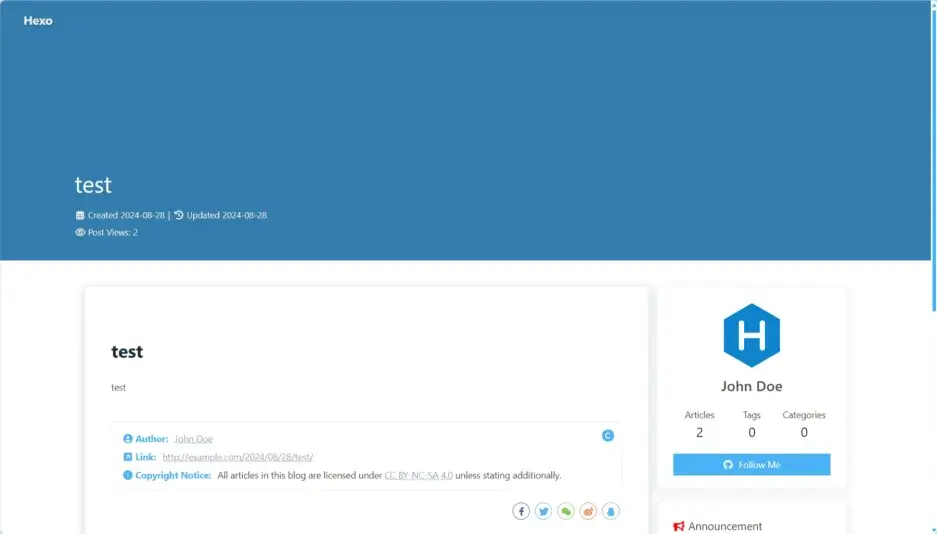 Hexo
test
Created 2024-08-28 | Updated 2024-08-28
Post Views: 2
test
test
Author: John Doe
Link: http://example.com/2024/08/28/test/
Copyright Notice: All articles in this blog are licensed under CC BY-NC-SA 4.0 unless stating additionally.
H
John Doe
Articles Tags Categories
2 0 0
Follow Me
Announcement